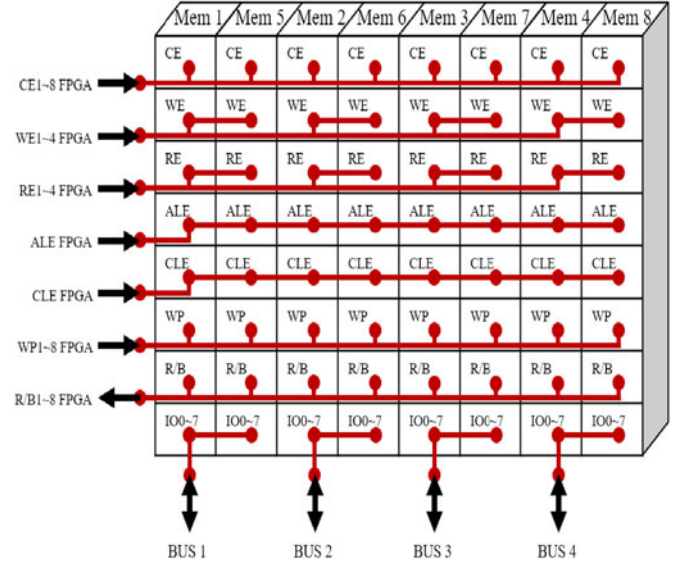 Mem 1 Mem 5 Mem 2 Mem 6 Mem 3 Mem 7 Mem 4 Mem 8
CE CE CE CE CE CE CE CE
CE1~8 FPGA
WE WE WE WE WE WE WE WE
WE1~4 FPGA
RE RE RE RE RE RE RE RE
RE1~4 FPGA
ALE ALE ALE ALE ALE ALE ALE ALE
ALE FPGA
CLE CLE CLE CLE CLE CLE CLE CLE
CLE FPGA
WP WP WP WP WP WP WP WP
WP1~8 FPGA
R/B R/B R/B R/B R/B R/B R/B R/B
R/B1~8 FPGA
IO0~7 IO0~7 IO0~7 IO0~7 IO0~7 IO0~7 IO0~7 IO0~7
BUS 1 BUS 2 BUS 3 BUS 4